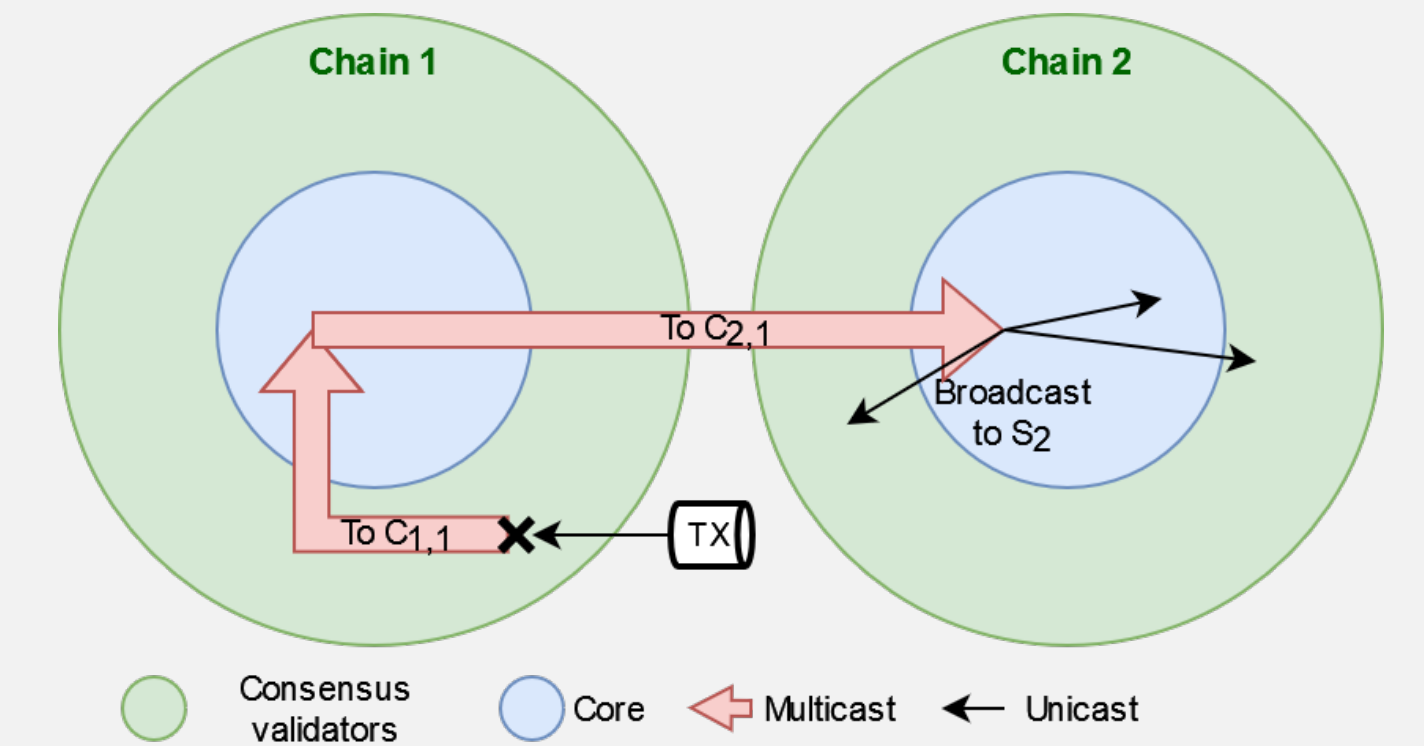 Chain 1
Chain 2
To C2,1
Broadcast
to S2
To C1,1
TX
Consensus
validators
Core
Multicast
Unicast